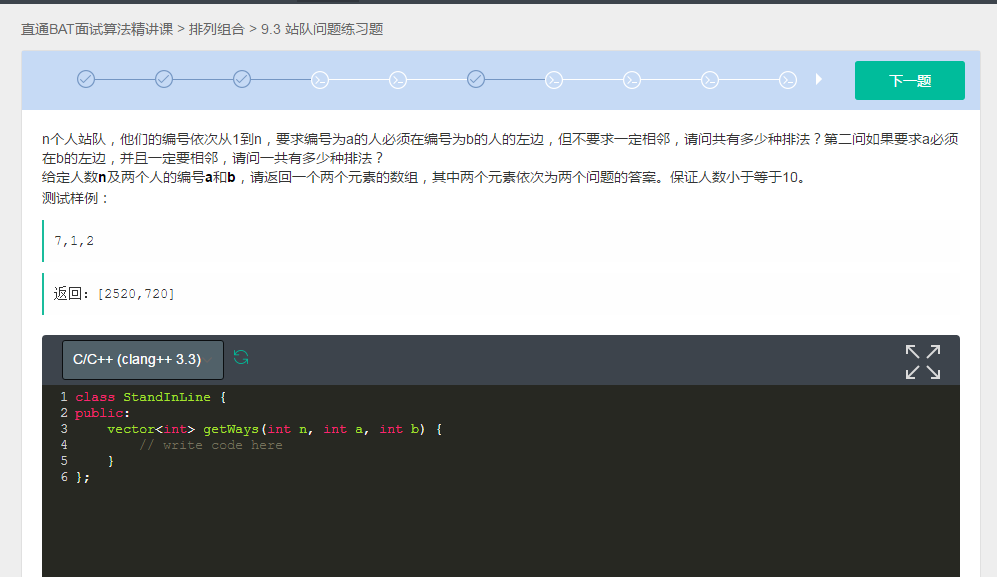 直通BAT面试算法精讲课 > 排列组合 > 9.3 站队问题练习题
下一题
n个人站队，他们的编号依次从1到n，要求编号为a的人必须在编号为b的人的左边，但不要求一定相邻，请问共有多少种排法？第二问如果要求a必须
在b的左边，并且一定要相邻，请问一共有多少种排法？
给定人数n及两个人的编号a和b，请返回一个两个元素的数组，其中两个元素依次为两个问题的答案。保证人数小于等于10。
测试样例：
7,1,2
返回：[2520,720]
C/C++ (clang++ 3.3)
1 class StandInLine {
2 public:
3     vector<int> getWays(int n, int a, int b) {
4         // write code here
5     }
6 };